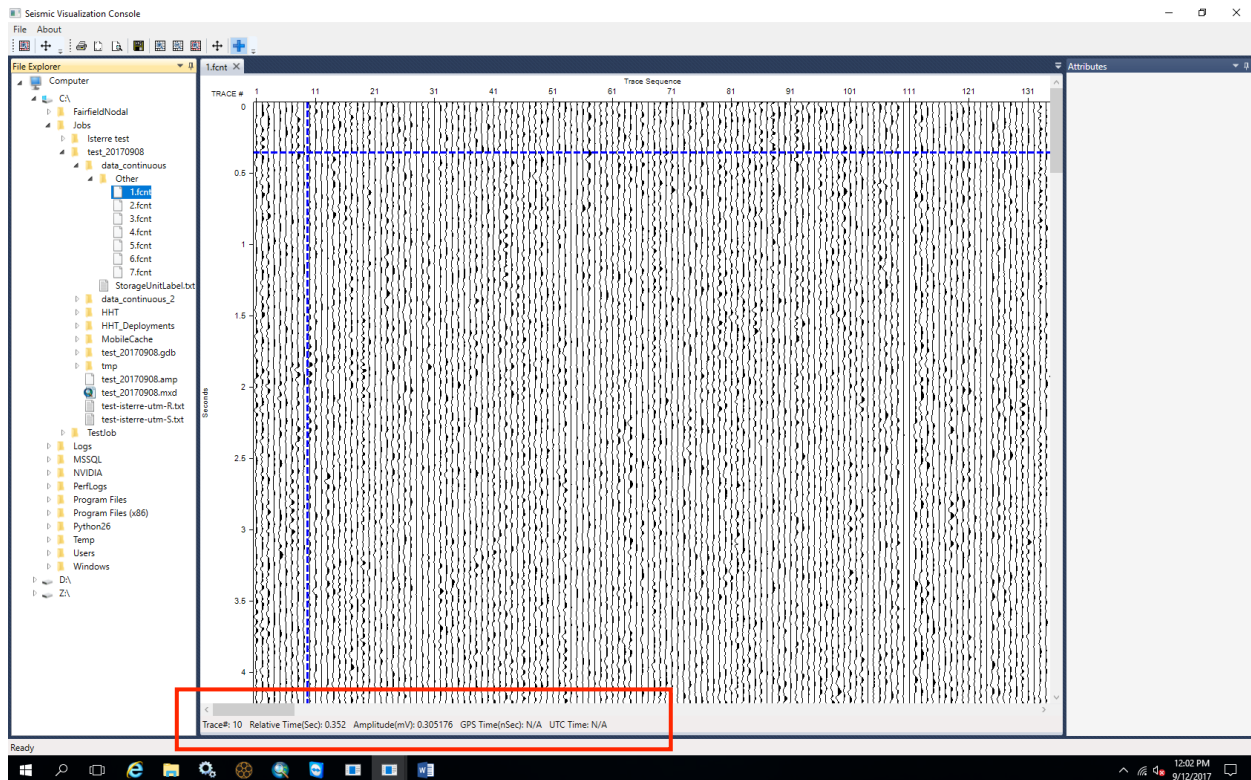 Seismic Visualization Console
File About
File Explorer
Computer
C:\
FairfieldNodal
Jobs
Isterre test
test_20170908
data_continuous
Other
1.fcnt
2.fcnt
3.fcnt
4.fcnt
5.fcnt
6.fcnt
7.fcnt
StorageUnitLabel.txt
data_continuous_2
HHT
HHT_Deployments
MobileCache
test_20170908.gdb
tmp
test_20170908.amp
test_20170908.mxd
test-isterre-utm-R.txt
test-isterre-utm-S.txt
TestJob
Logs
MSSQL
NVIDIA
PerfLogs
Program Files
Program Files (x86)
Python26
Temp
Users
Windows
D:\
Z:\
1.fcnt
Trace Sequence
TRACE # 1 11 21 31 41 51 61 71 81 91 101 111 121 131
0
0.5
1
1.5
2
2.5
3
3.5
4
Seconds
Trace#: 10 Relative Time(Sec): 0.352 Amplitude(mV): 0.305176 GPS Time(nSec): N/A UTC Time: N/A
Attributes
Ready
12:02 PM
9/12/2017